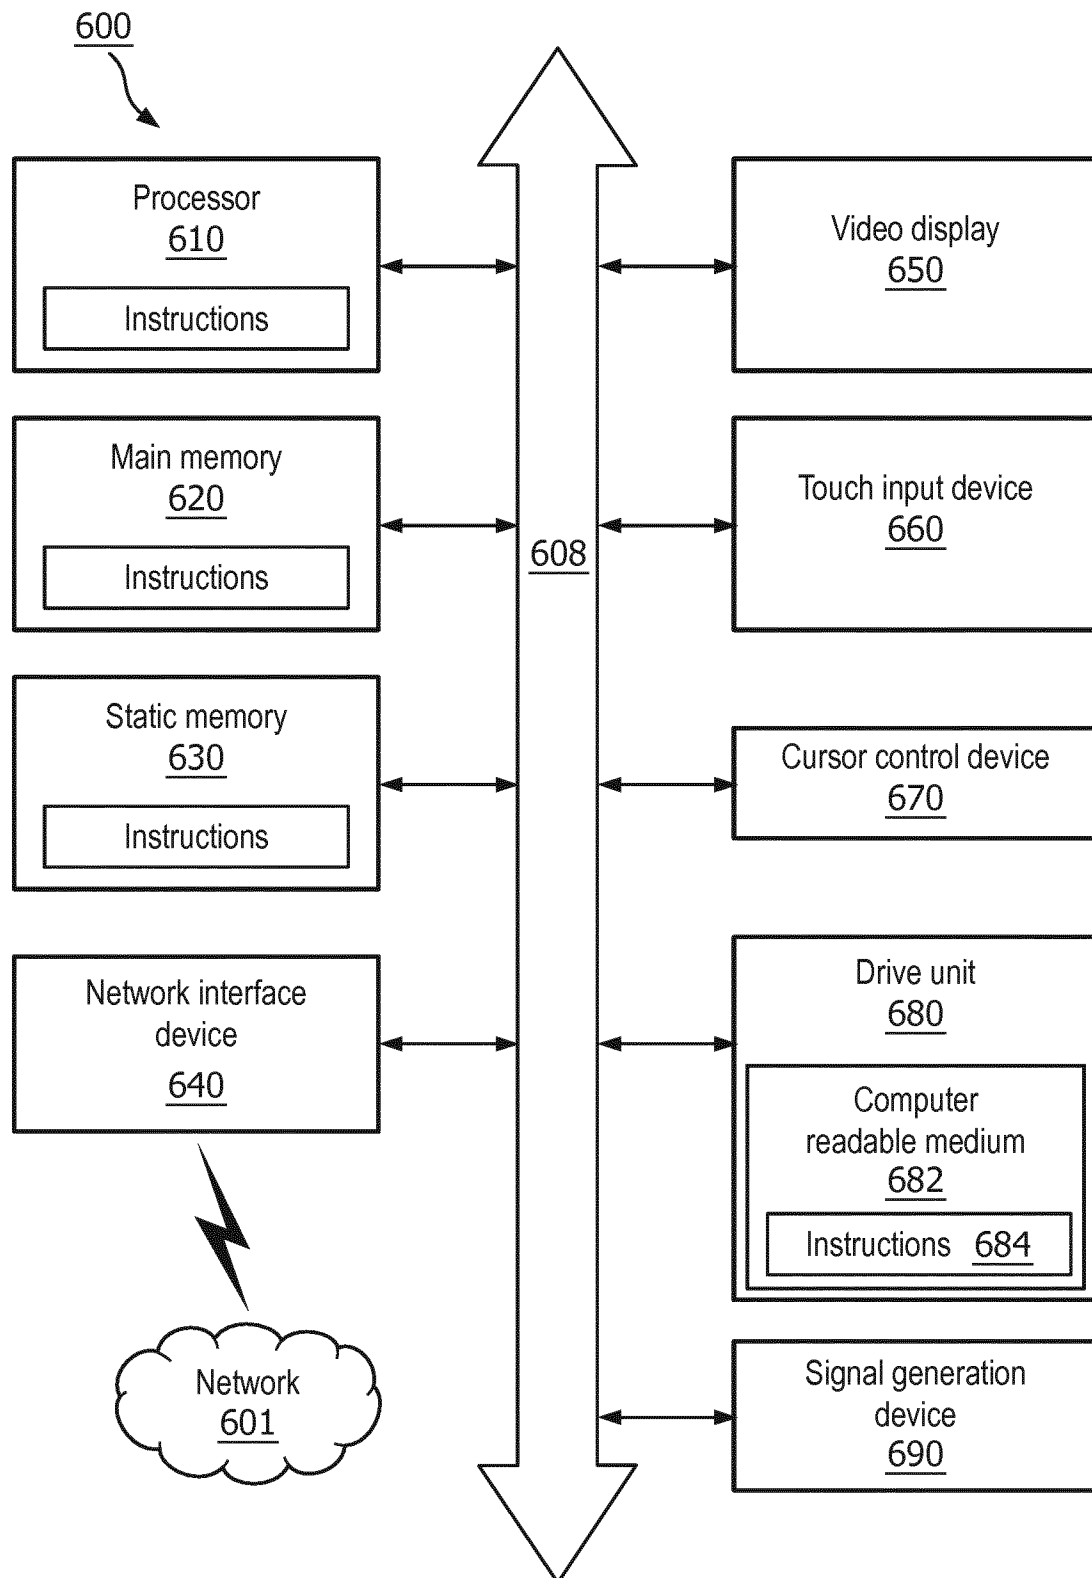 600
Processor
610
Instructions
Main memory
620
Instructions
Static memory
630
Instructions
Network interface
device
640
Network
601
608
Video display
650
Touch input device
660
Cursor control device
670
Drive unit
680
Computer
readable medium
682
Instructions 684
Signal generation
device
690